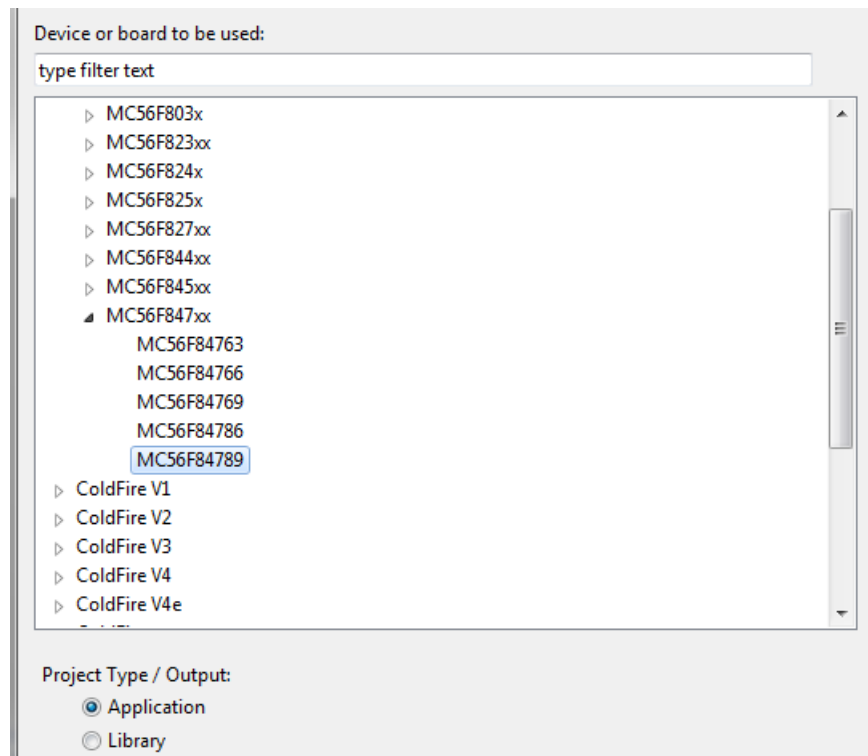 Device or board to be used:
type filter text
MC56F803x
MC56F823xx
MC56F824x
MC56F825x
MC56F827xx
MC56F844xx
MC56F845xx
MC56F847xx
MC56F84763
MC56F84766
MC56F84769
MC56F84786
MC56F84789
ColdFire V1
ColdFire V2
ColdFire V3
ColdFire V4
ColdFire V4e
Project Type / Output:
Application
Library